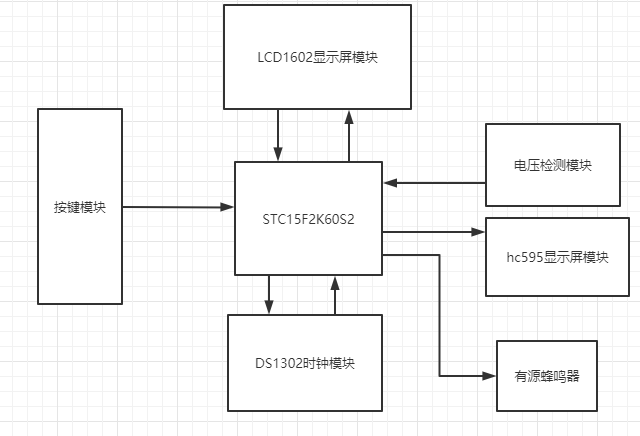 LCD1602显示屏模块
电压检测模块
按键模块
STC15F2K60S2
hc595显示屏模块
DS1302时钟模块
有源蜂鸣器